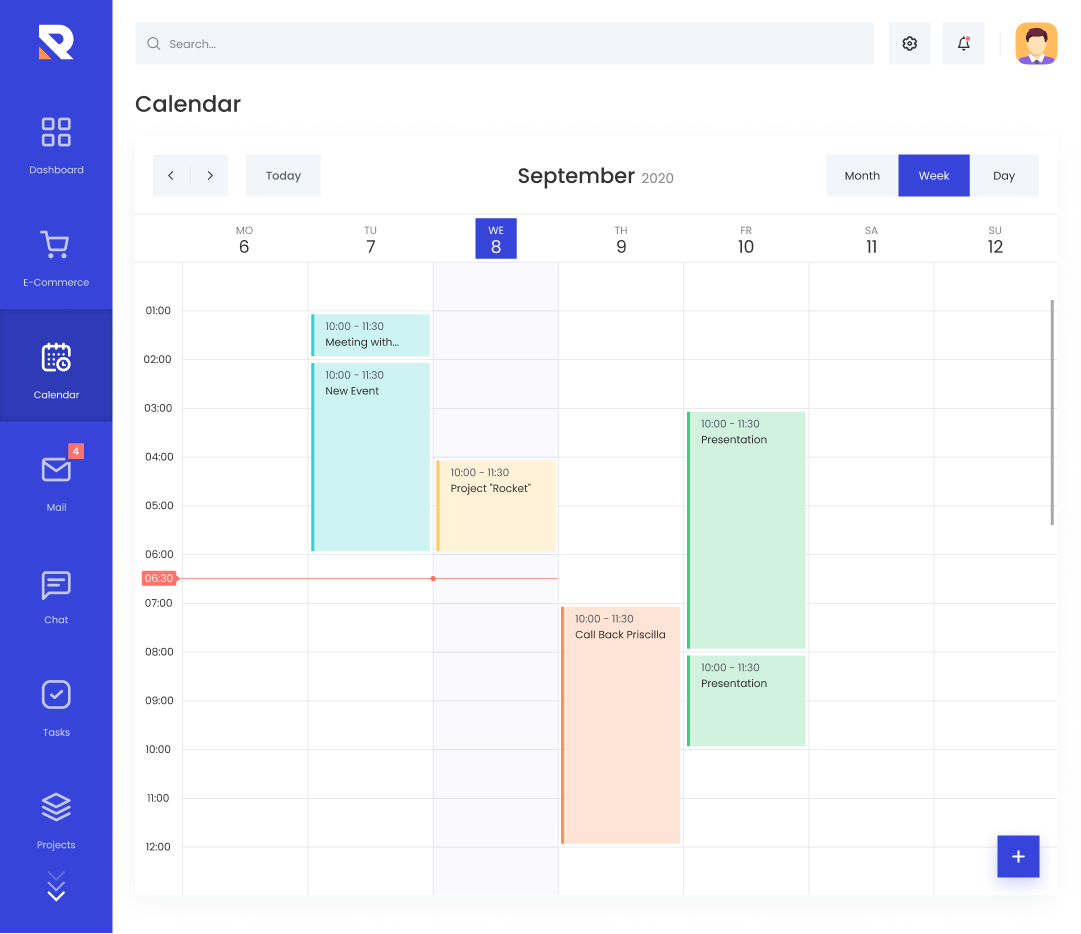 Search...
Calendar
Today
September 2020
Month
Week
Day
MO
6
TU
7
WE
8
TH
9
FR
10
SA
11
SU
12
01:00
02:00
03:00
04:00
05:00
06:00
06:30
07:00
08:00
09:00
10:00
11:00
12:00
10:00 - 11:30
Meeting with...
10:00 - 11:30
New Event
10:00 - 11:30
Project "Rocket"
10:00 - 11:30
Call Back Priscilla
10:00 - 11:30
Presentation
10:00 - 11:30
Presentation
Dashboard
E-Commerce
Calendar
4
Mail
Chat
Tasks
Projects